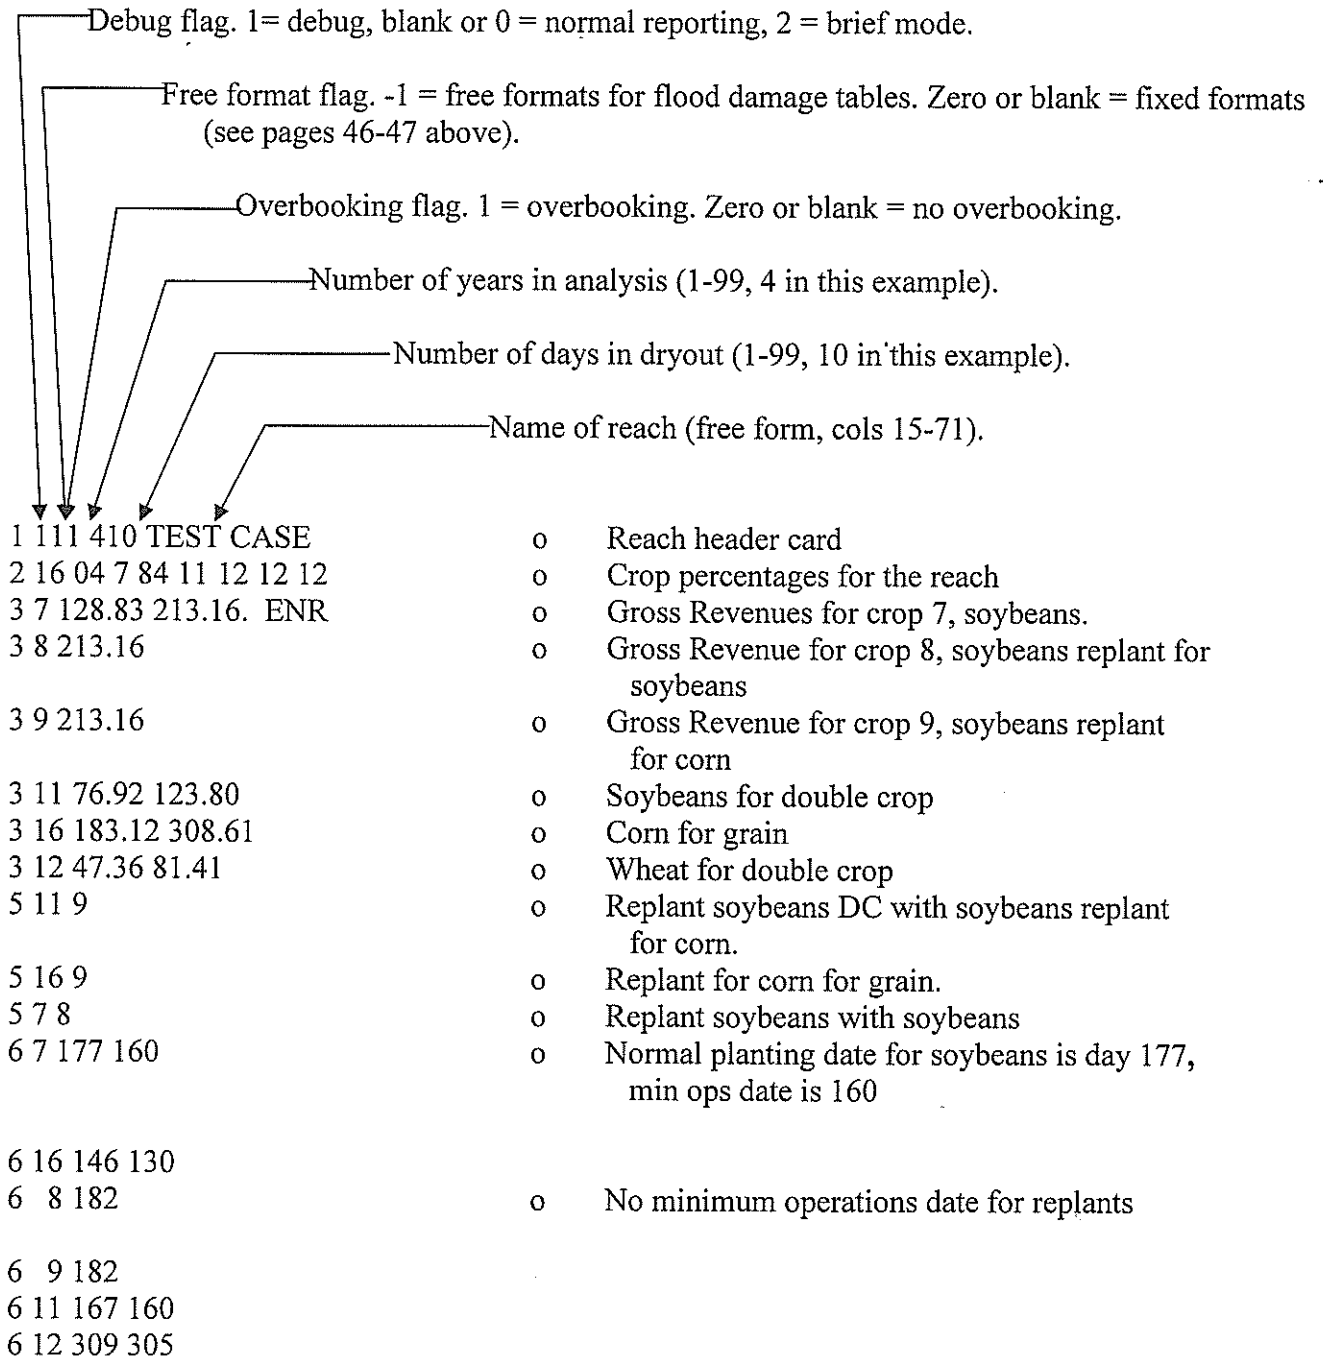 Debug flag. 1= debug, blank or 0 = normal reporting, 2 = brief mode.
Free format flag. -1 = free formats for flood damage tables. Zero or blank = fixed formats
(see pages 46-47 above).
Overbooking flag. 1 = overbooking. Zero or blank = no overbooking.
Number of years in analysis (1-99, 4 in this example).
Number of days in dryout (1-99, 10 in this example).
Name of reach (free form, cols 15-71).
1 111 410 TEST CASE o Reach header card
2 16 04 7 84 11 12 12 12 o Crop percentages for the reach
3 7 128.83 213.16. ENR o Gross Revenues for crop 7, soybeans.
3 8 213.16 o Gross Revenue for crop 8, soybeans replant for
soybeans
3 9 213.16 o Gross Revenue for crop 9, soybeans replant
for corn
3 11 76.92 123.80 o Soybeans for double crop
3 16 183.12 308.61 o Corn for grain
3 12 47.36 81.41 o Wheat for double crop
5 11 9 o Replant soybeans DC with soybeans replant
for corn.
5 16 9 o Replant for corn for grain.
5 7 8 o Replant soybeans with soybeans
6 7 177 160 o Normal planting date for soybeans is day 177,
min ops date is 160
6 16 146 130
6 8 182 o No minimum operations date for replants
6 9 182
6 11 167 160
6 12 309 305